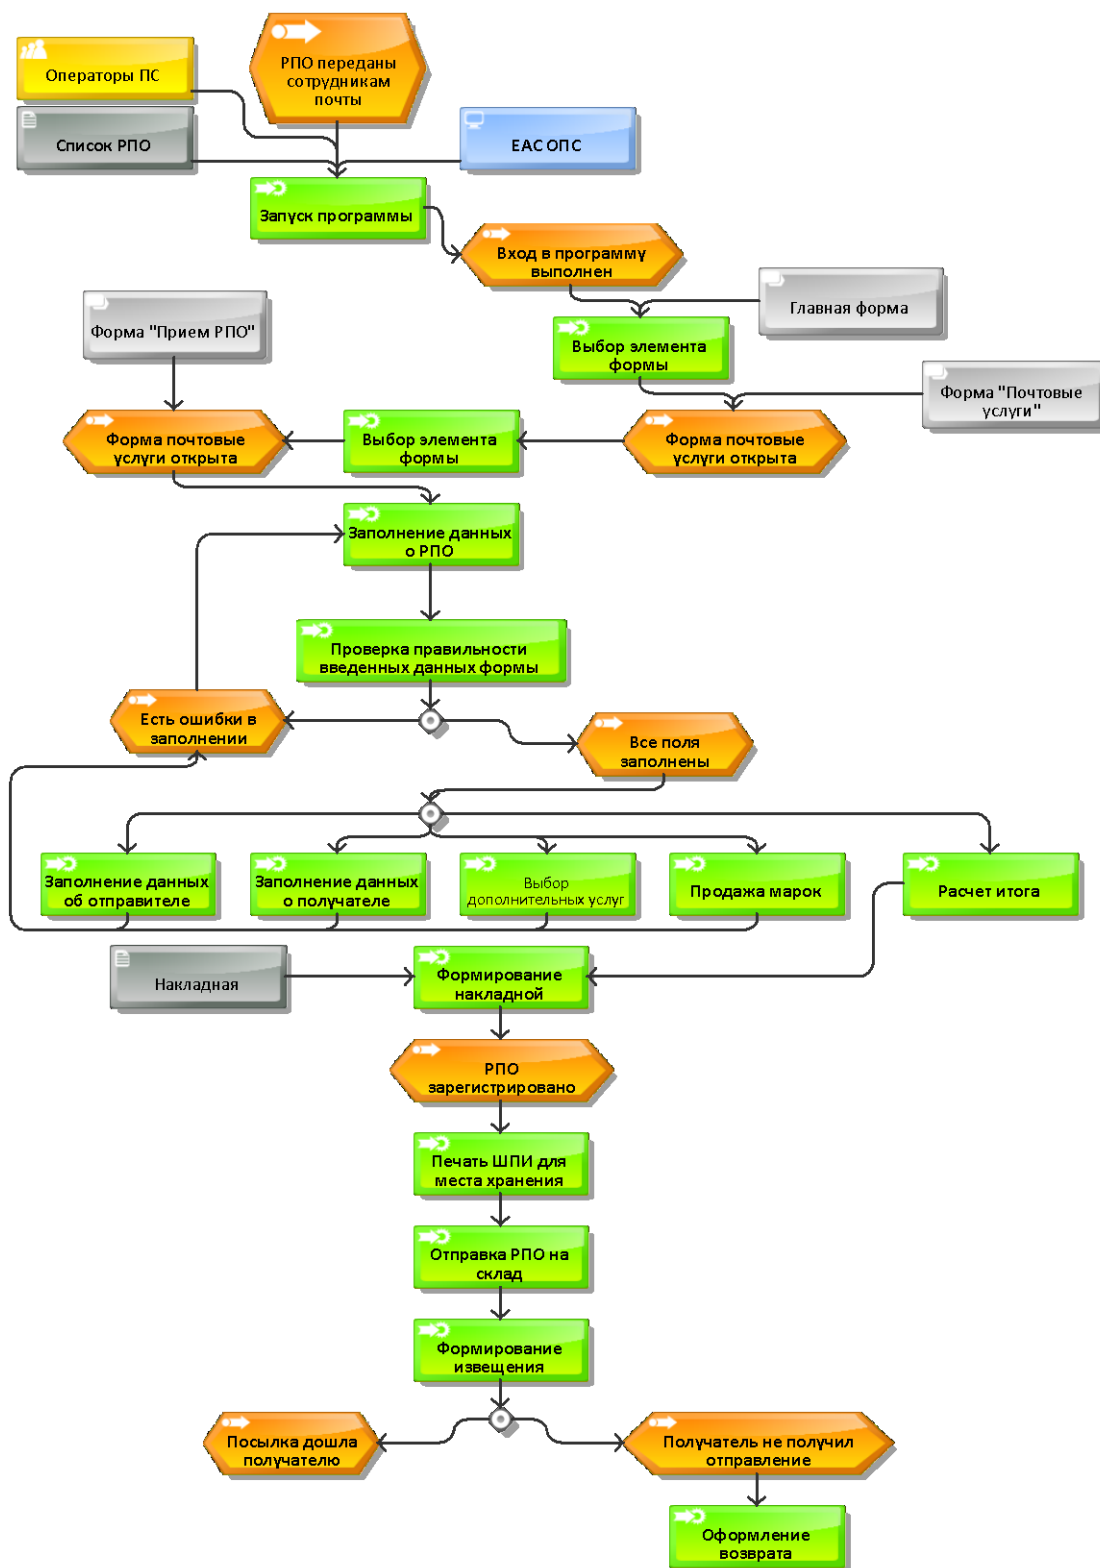 РПО переданы
сотрудникам
почты
Операторы ПС
Список РПО
ЕАС ОПС
Запуск программы
Вход в программу
выполнен
Главная форма
Форма "Прием РПО"
Выбор элемента
формы
Форма "Почтовые
услуги"
Форма почтовые
услуги открыта
Выбор элемента
формы
Форма почтовые
услуги открыта
Заполнение данных
о РПО
Проверка правильности
введенных данных формы
Есть ошибки в
заполнении
Все поля
заполнены
Заполнение данных
об отправителе
Заполнение данных
о получателе
Выбор
дополнительных услуг
Продажа марок
Расчет итога
Накладная
Формирование
накладной
РПО
зарегистрировано
Печать ШПИ для
места хранения
Отправка РПО на
склад
Формирование
извещения
Посылка дошла
получателю
Получатель не получил
отправление
Оформление
возврата